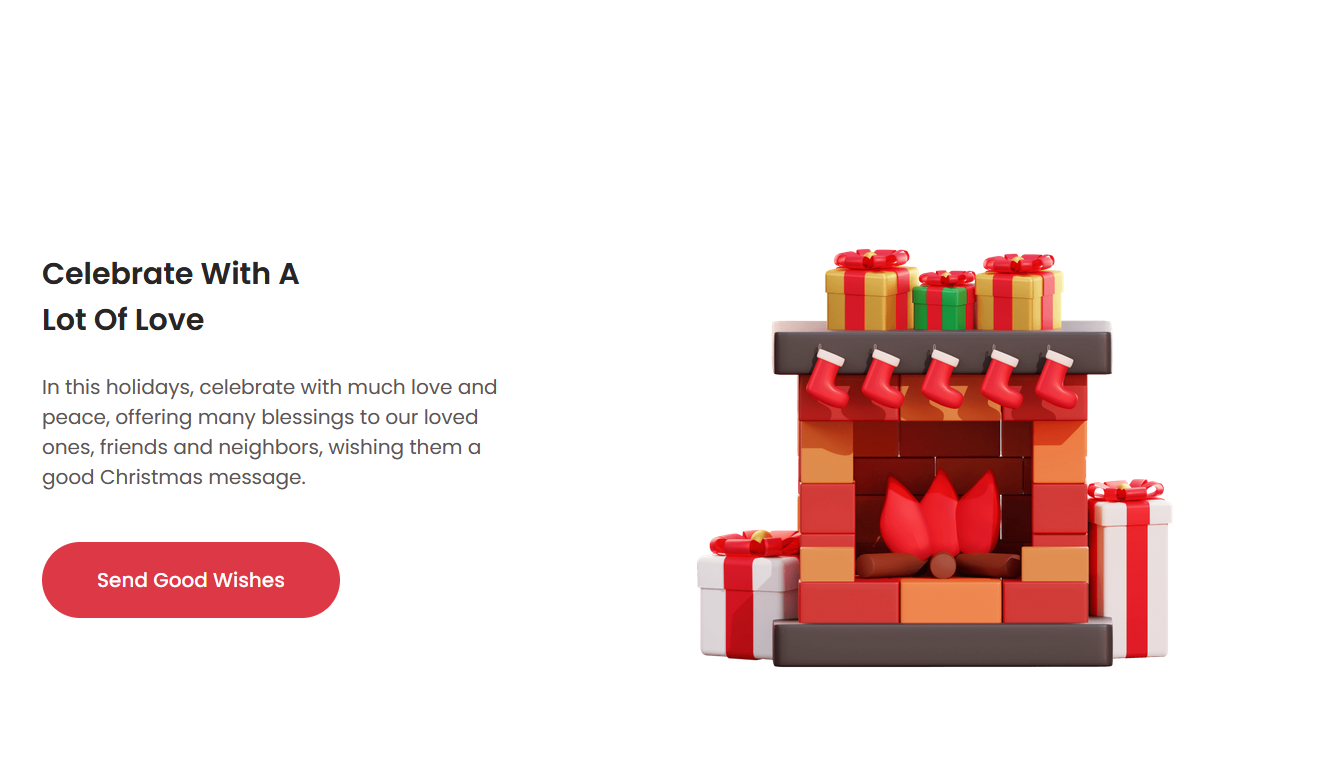 Celebrate With A
Lot Of Love
In this holidays, celebrate with much love and
peace, offering many blessings to our loved
ones, friends and neighbors, wishing them a
good Christmas message.
Send Good Wishes